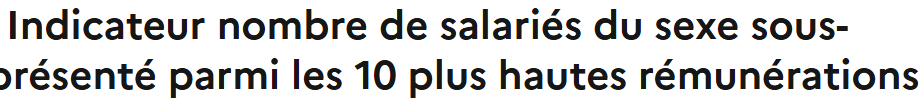 Indicateur nombre de salariés du sexe sous-
présenté parmi les 10 plus hautes rémunérations